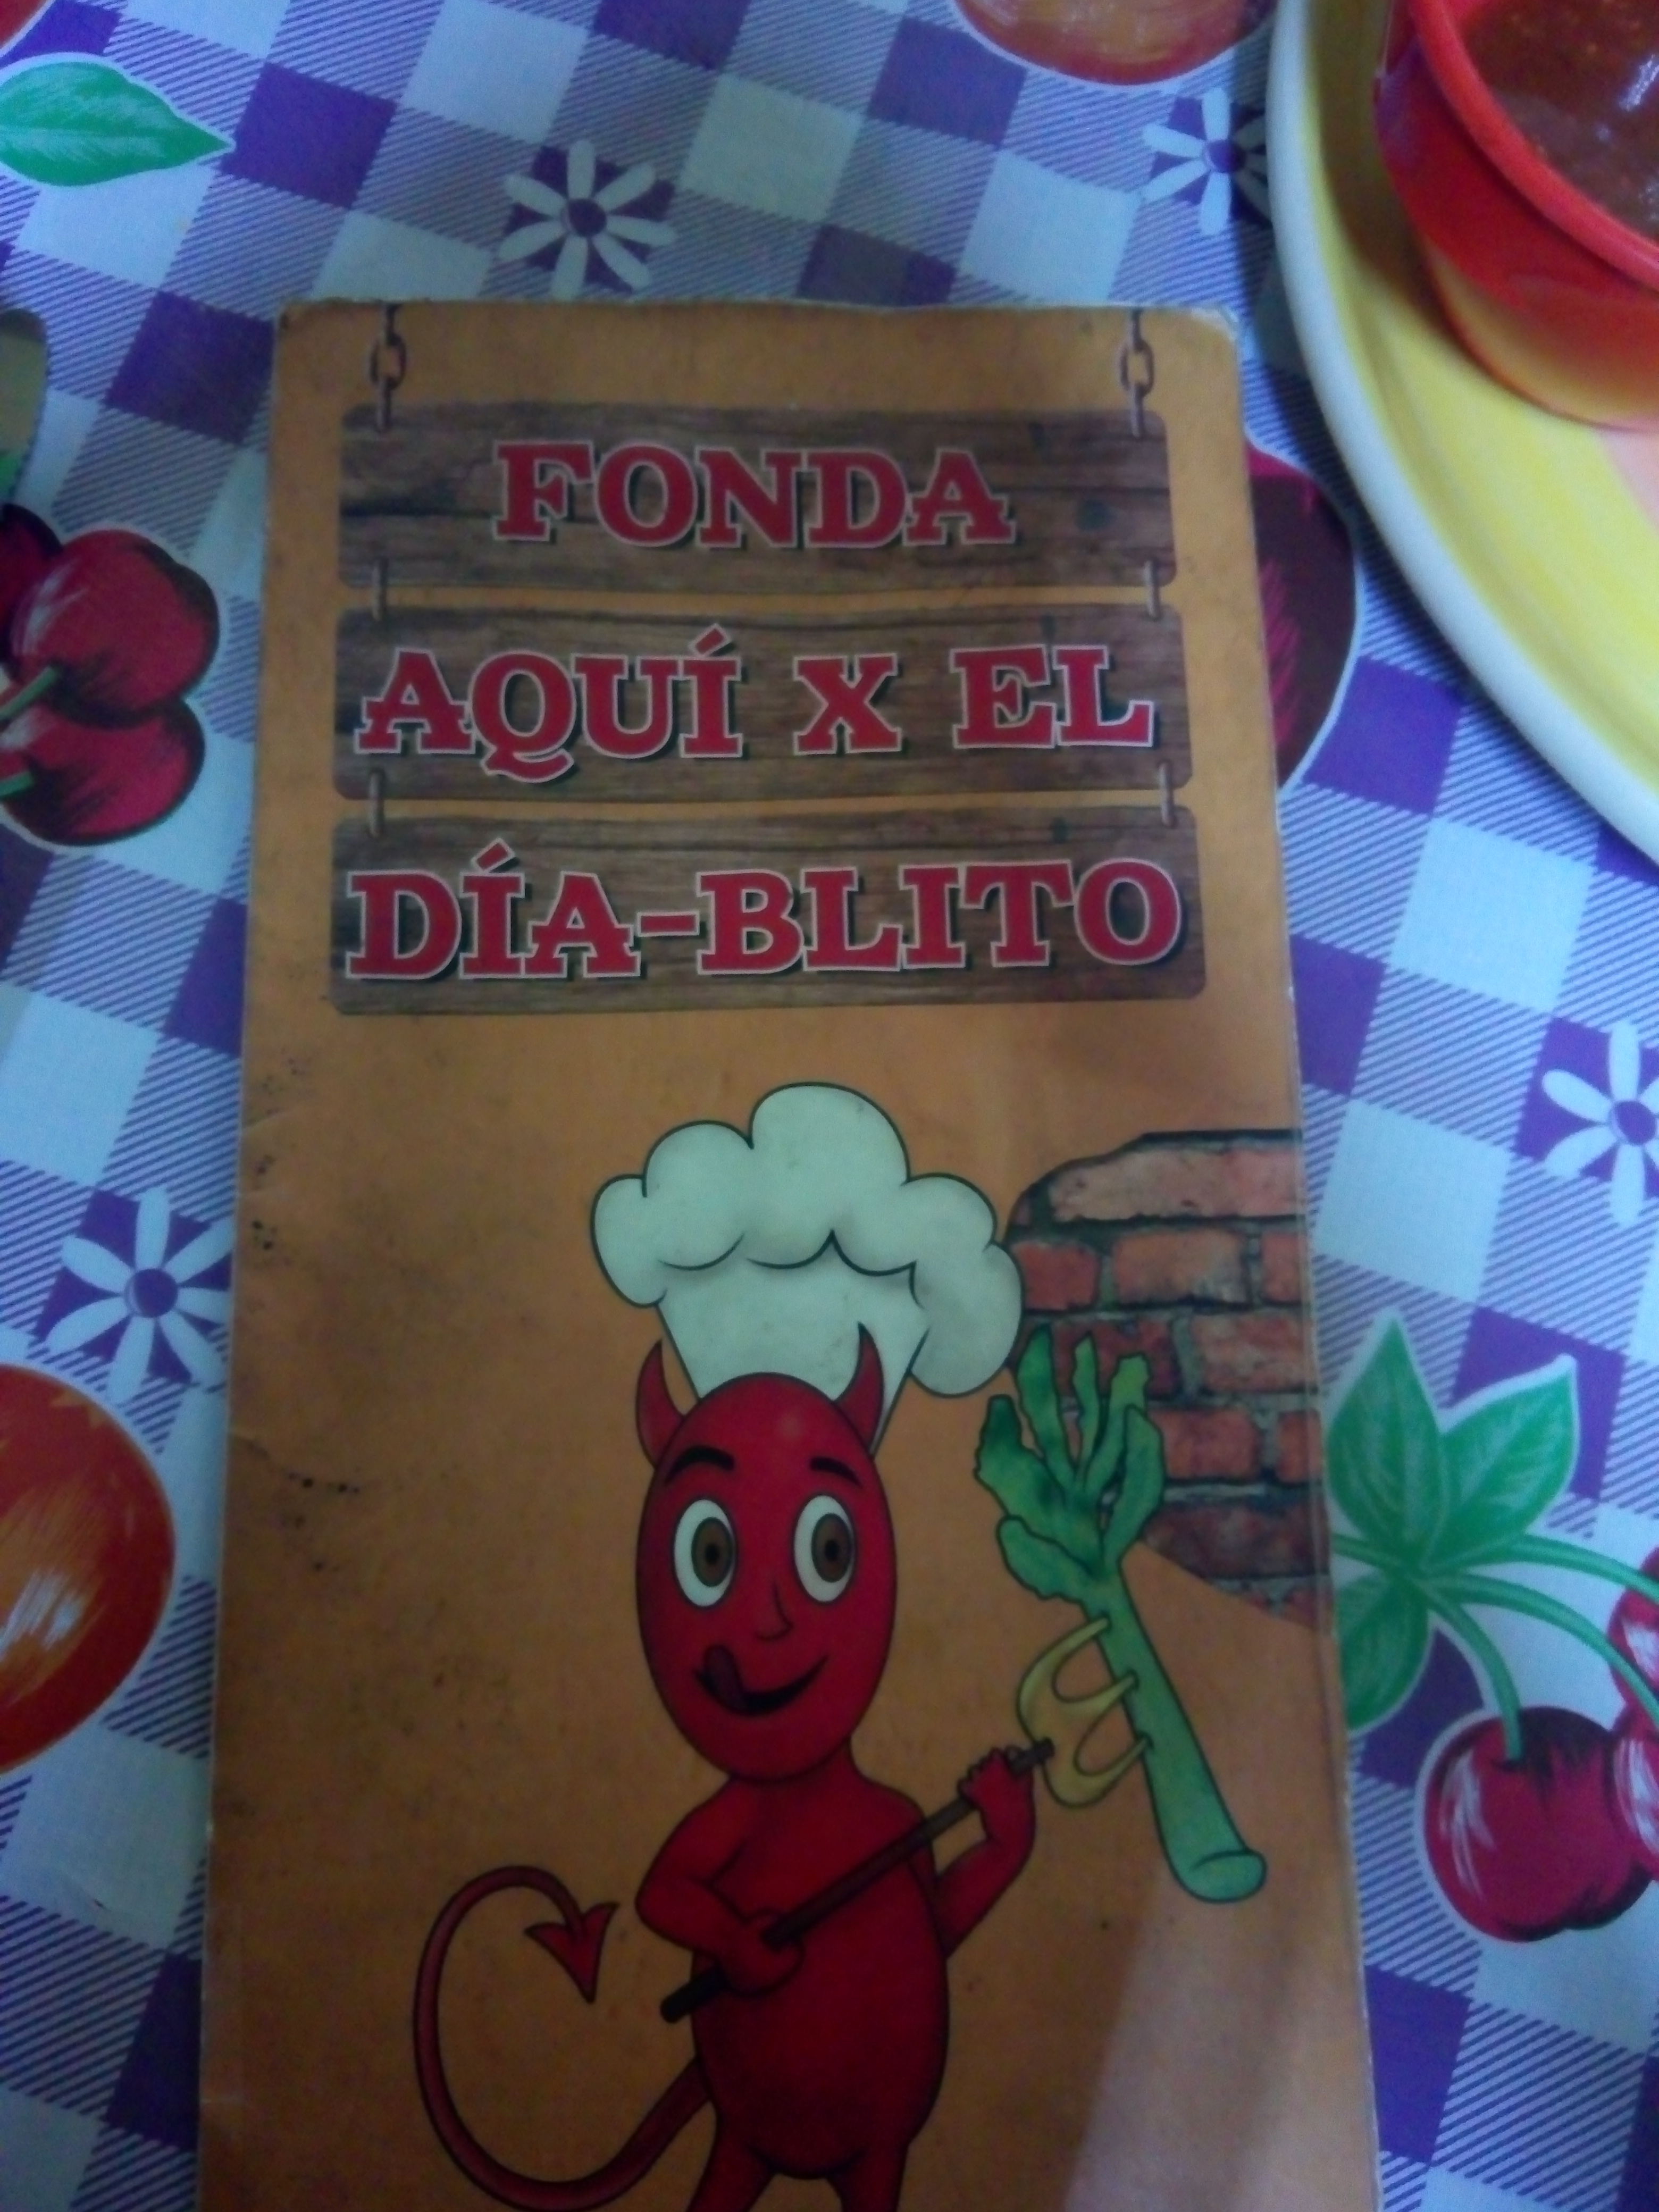 FONDA
AQUÍ X EL
DÍA-BLITO